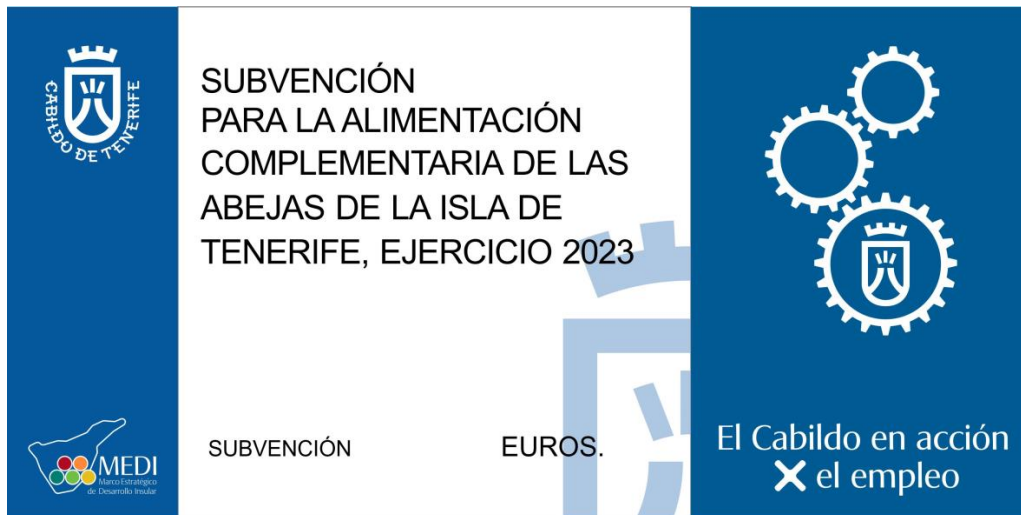 CABILDO DE TENERIFE
SUBVENCIÓN
PARA LA ALIMENTACIÓN
COMPLEMENTARIA DE LAS
ABEJAS DE LA ISLA DE
TENERIFE, EJERCICIO 2023
SUBVENCIÓN EUROS.
MEDI
Marco Estratégico
de Desarrollo Insular
El Cabildo en acción
X el empleo